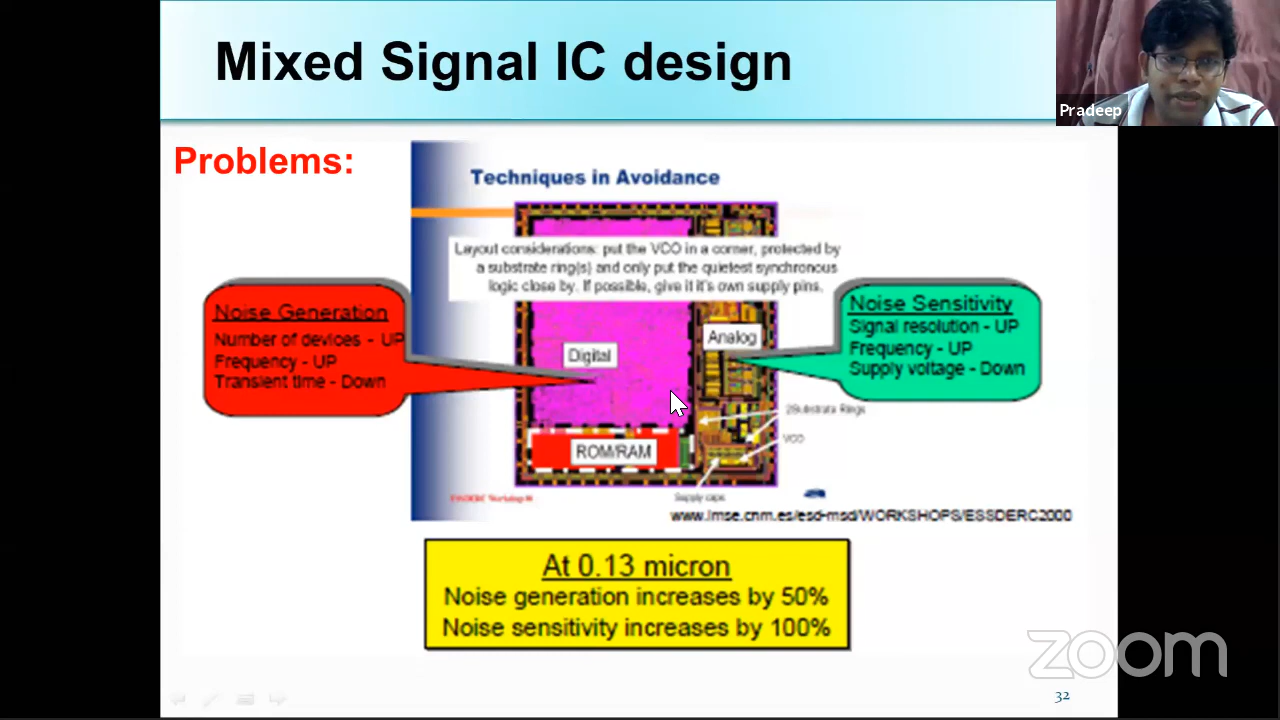 Mixed Signal IC design
Pradeep
Problems:
Techniques in Avoidance
Layout considerations: put the VCO in a corner, protected by
a substrate ring(s) and only put the quietest synchronous
logic close by. If possible, give it it's own supply pins.
Noise Generation
Number of devices - UP
Frequency - UP
Transient time - Down
Noise Sensitivity
Signal resolution - UP
Frequency - UP
Supply voltage - Down
Analog
Digital
2Substrate Rings
VCO
ROM/RAM
Supply caps
www.imse.cnm.es/esd-msd/WORKSHOPS/ESSDERC2000
At 0.13 micron
Noise generation increases by 50%
Noise sensitivity increases by 100%
zoom
32